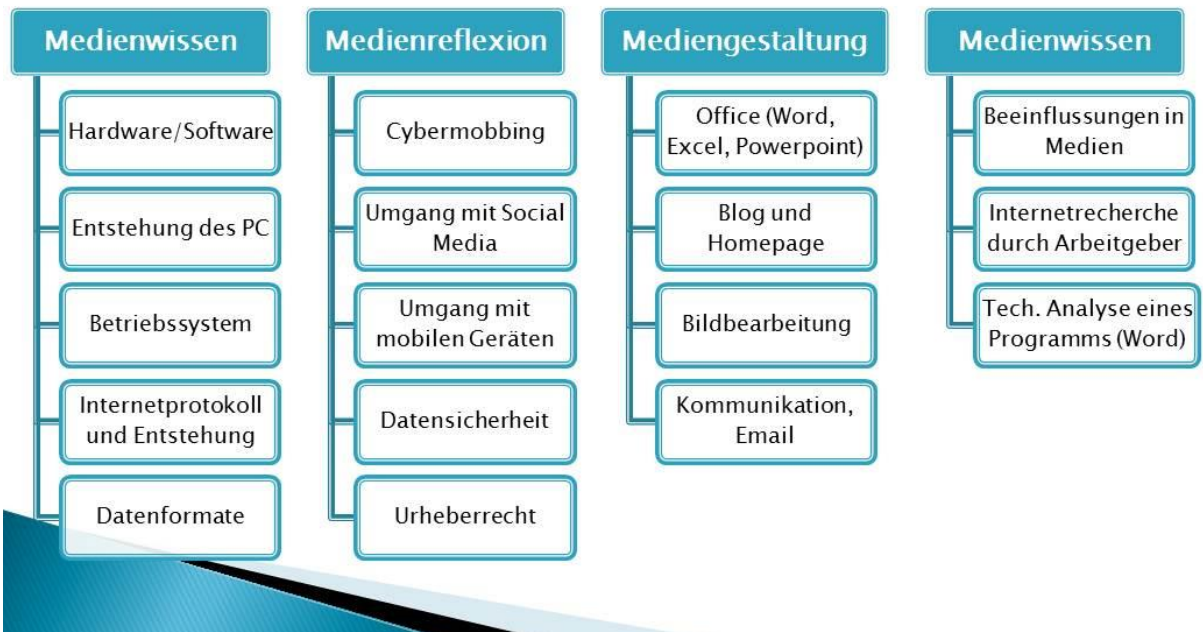 Medienwissen
Hardware/Software
Entstehung des PC
Betriebssystem
Internetprotokoll
und Entstehung
Datenformate
Medienreflexion
Cybermobbing
Umgang mit Social
Media
Umgang mit
mobilen Geräten
Datensicherheit
Urheberrecht
Mediengestaltung
Office (Word,
Excel, Powerpoint)
Blog und
Homepage
Bildbearbeitung
Kommunikation,
Email
Medienwissen
Beeinflussungen in
Medien
Internetrecherche
durch Arbeitgeber
Tech. Analyse eines
Programms (Word)